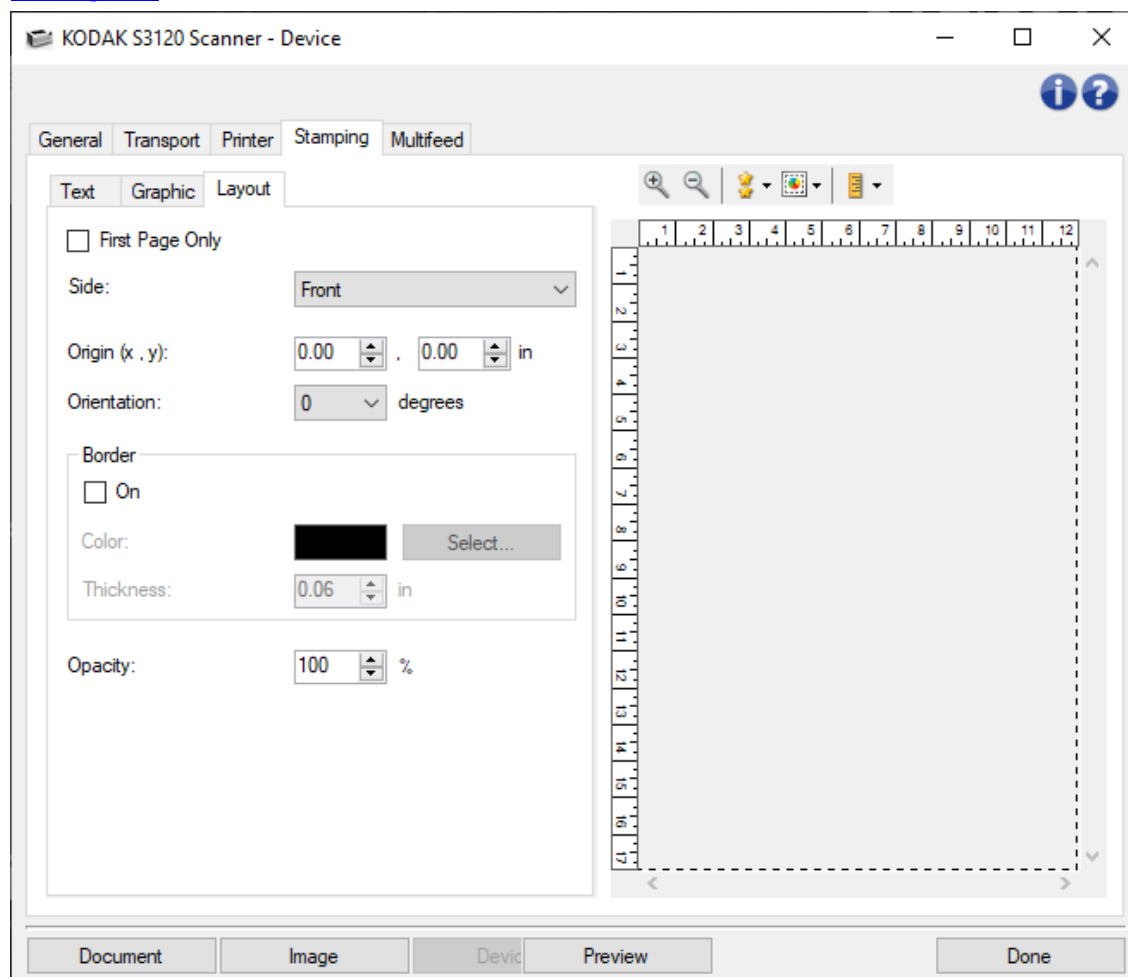 KODAK S3120 Scanner - Device
General Transport Printer Stamping Multifeed
Text Graphic Layout
First Page Only
Side: Front
Origin (x , y): 0.00 , 0.00 in
Orientation: 0 degrees
Border
On
Color: Select...
Thickness: 0.06 in
Opacity: 100 %
1 2 3 4 5 6 7 8 9 10 11 12
1
2
3
4
5
6
7
8
9
10
11
12
13
14
15
16
17
Document Image Devic Preview Done